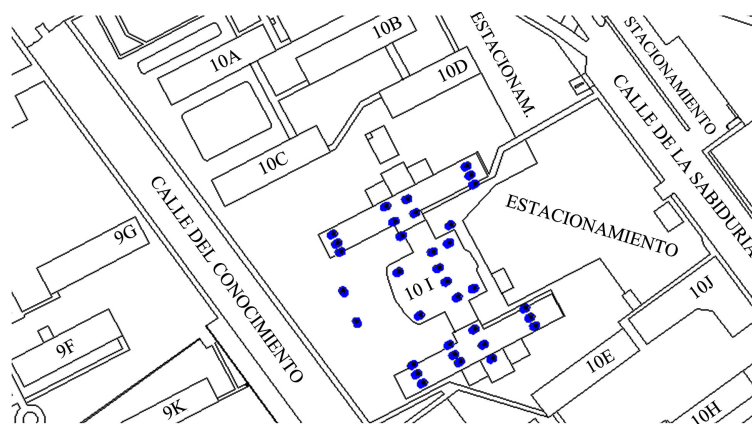 10B
ESTACIONAM.
STACIONAMIENTO
10A
10D
CALLE DE LA SABIDURIA
10C
CALLE DEL CONOCIMIENTO
ESTACIONAMIENTO
9G
10 I
10J
9F
10E
9K
10H